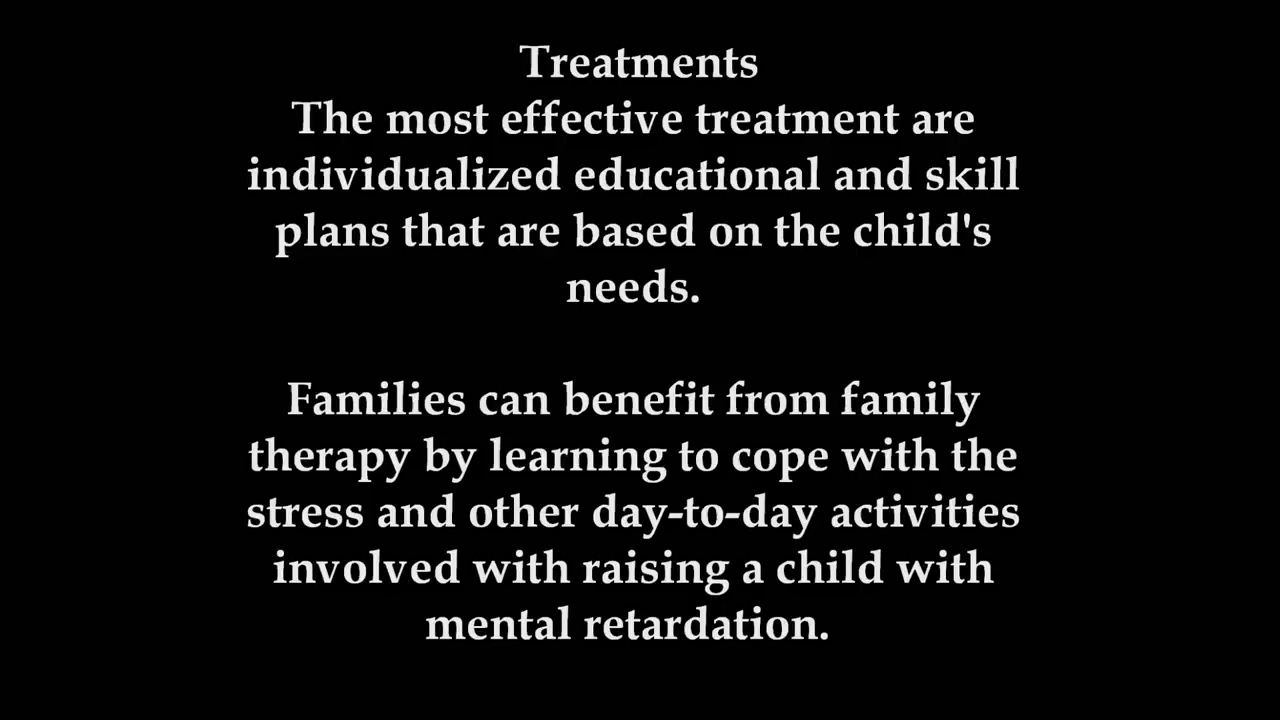 Treatments
The most effective treatment are
individualized educational and skill
plans that are based on the child's
needs.
Families can benefit from family
therapy by learning to cope with the
stress and other day-to-day activities
involved with raising a child with
mental retardation.